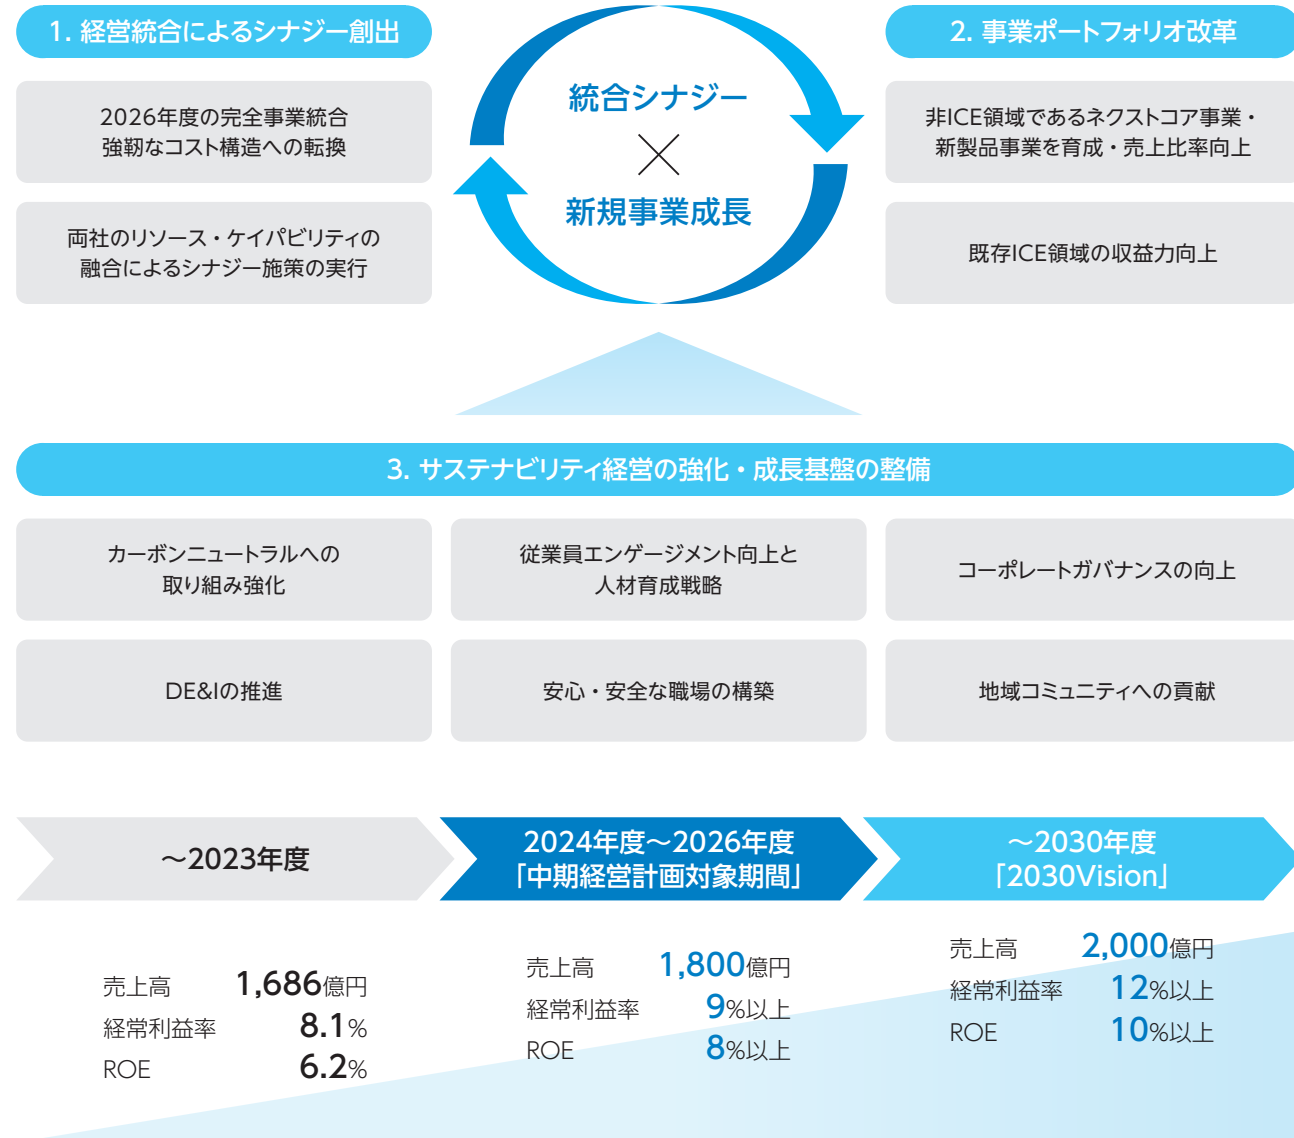 1. 経営統合によるシナジー創出
2026年度の完全事業統合
強靭なコスト構造への転換
両社のリソース・ケイパビリティの
融合によるシナジー施策の実行
統合シナジー
×
新規事業成長
2. 事業ポートフォリオ改革
非ICE領域であるネクストコア事業・
新製品事業を育成・売上比率向上
既存ICE領域の収益力向上
3. サステナビリティ経営の強化・成長基盤の整備
カーボンニュートラルへの
取り組み強化
従業員エンゲージメント向上と
人材育成戦略
コーポレートガバナンスの向上
DE&Iの推進
安心・安全な職場の構築
地域コミュニティへの貢献
～2023年度
売上高 1,686億円
経常利益率 8.1%
ROE 6.2%
2024年度～2026年度
「中期経営計画対象期間」
売上高 1,800億円
経常利益率 9%以上
ROE 8%以上
～2030年度
「2030Vision」
売上高 2,000億円
経常利益率 12%以上
ROE 10%以上